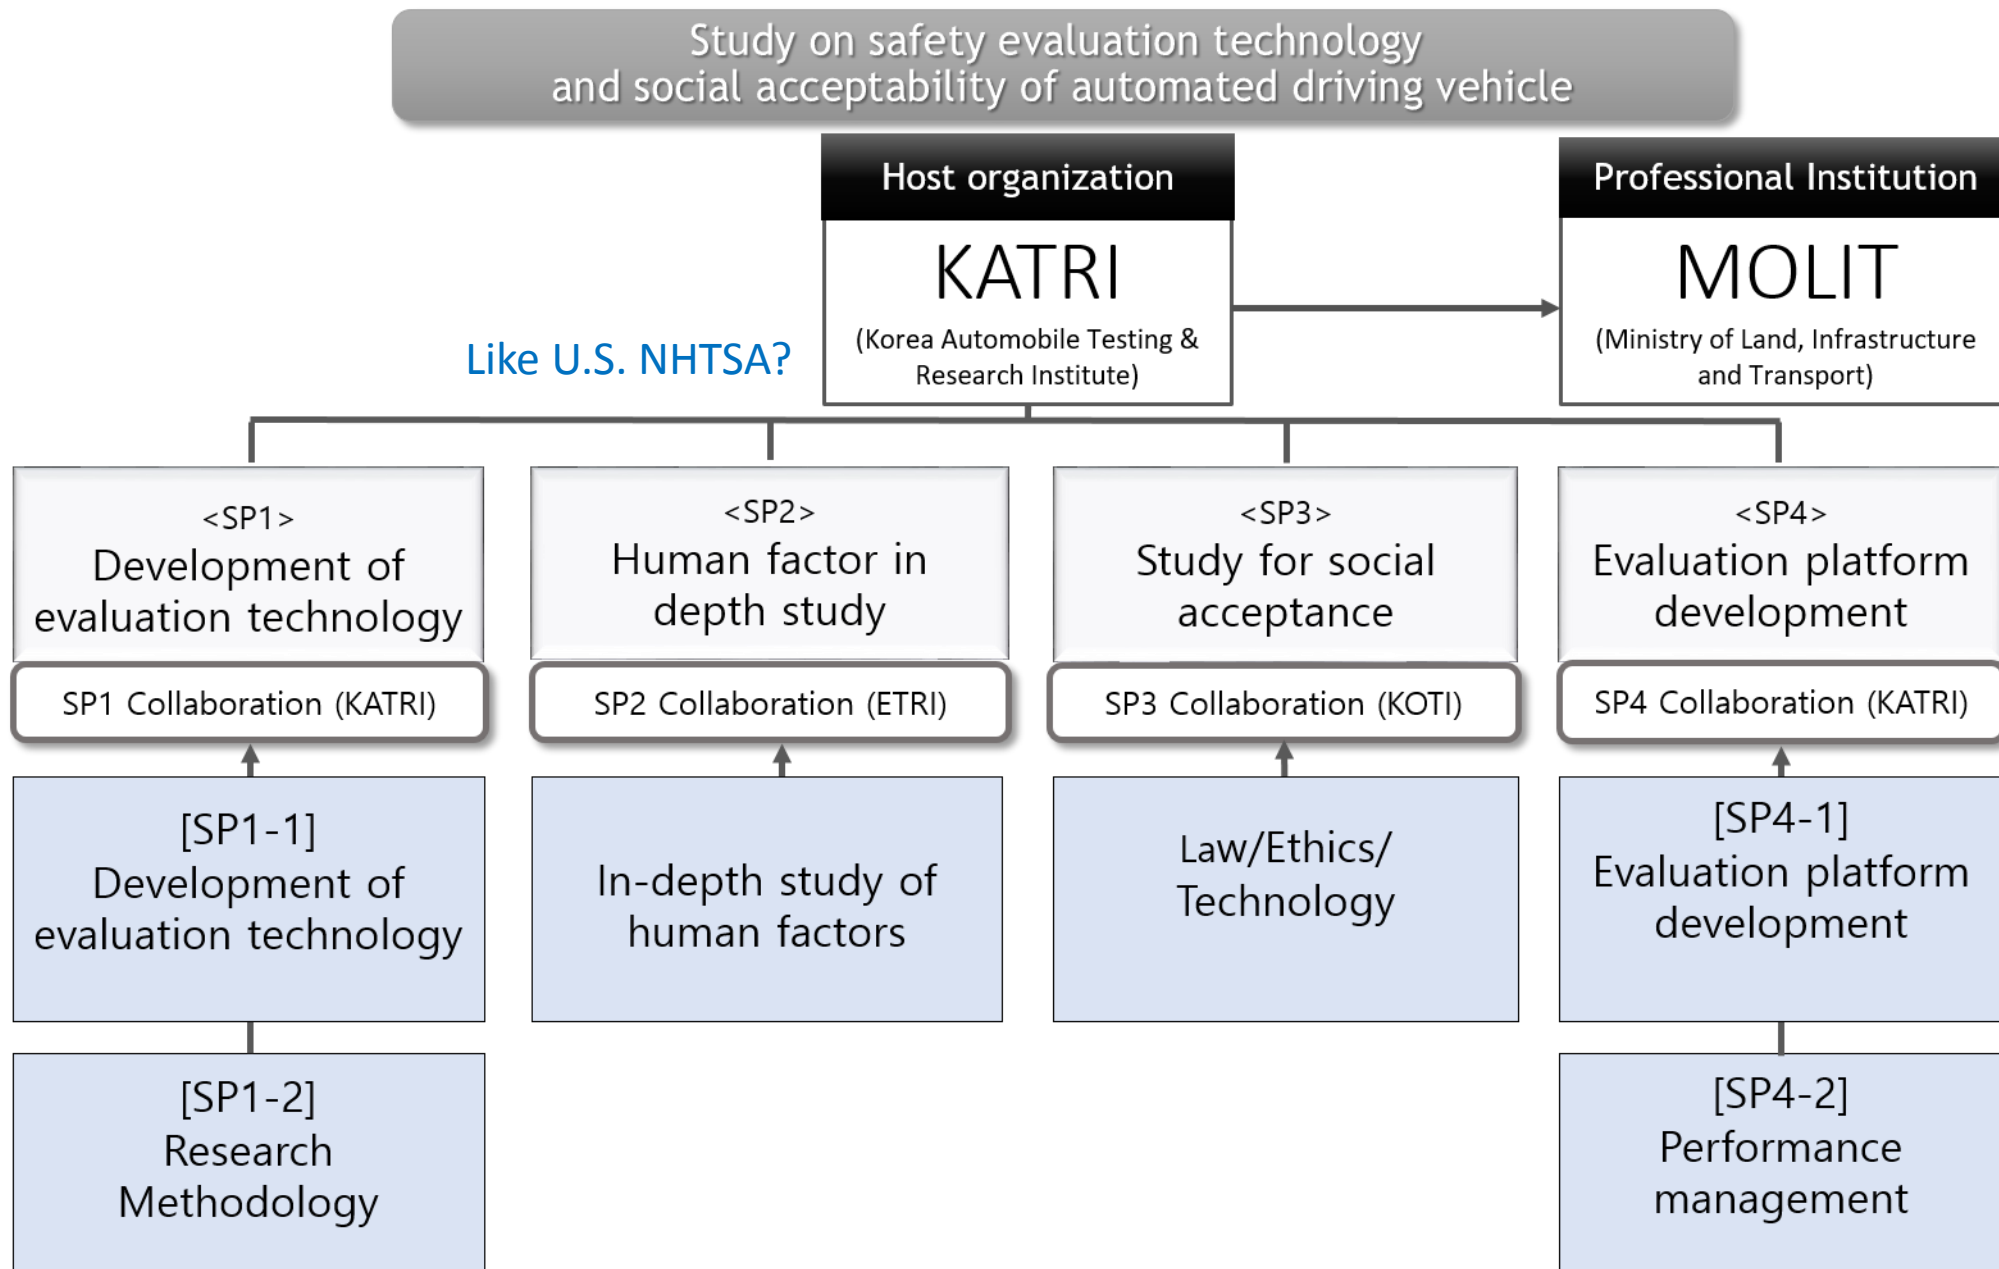 Study on safety evaluation technology
and social acceptability of automated driving vehicle
Host organization
KATRI
(Korea Automobile Testing &
Research Institute)
Professional Institution
MOLIT
(Ministry of Land, Infrastructure
and Transport)
Like U.S. NHTSA?
<SP1>
Development of
evaluation technology
SP1 Collaboration (KATRI)
<SP2>
Human factor in
depth study
SP2 Collaboration (ETRI)
<SP3>
Study for social
acceptance
SP3 Collaboration (KOTI)
<SP4>
Evaluation platform
development
SP4 Collaboration (KATRI)
[SP1-1]
Development of
evaluation technology
In-depth study of
human factors
Law/Ethics/
Technology
[SP4-1]
Evaluation platform
development
[SP1-2]
Research
Methodology
[SP4-2]
Performance
management